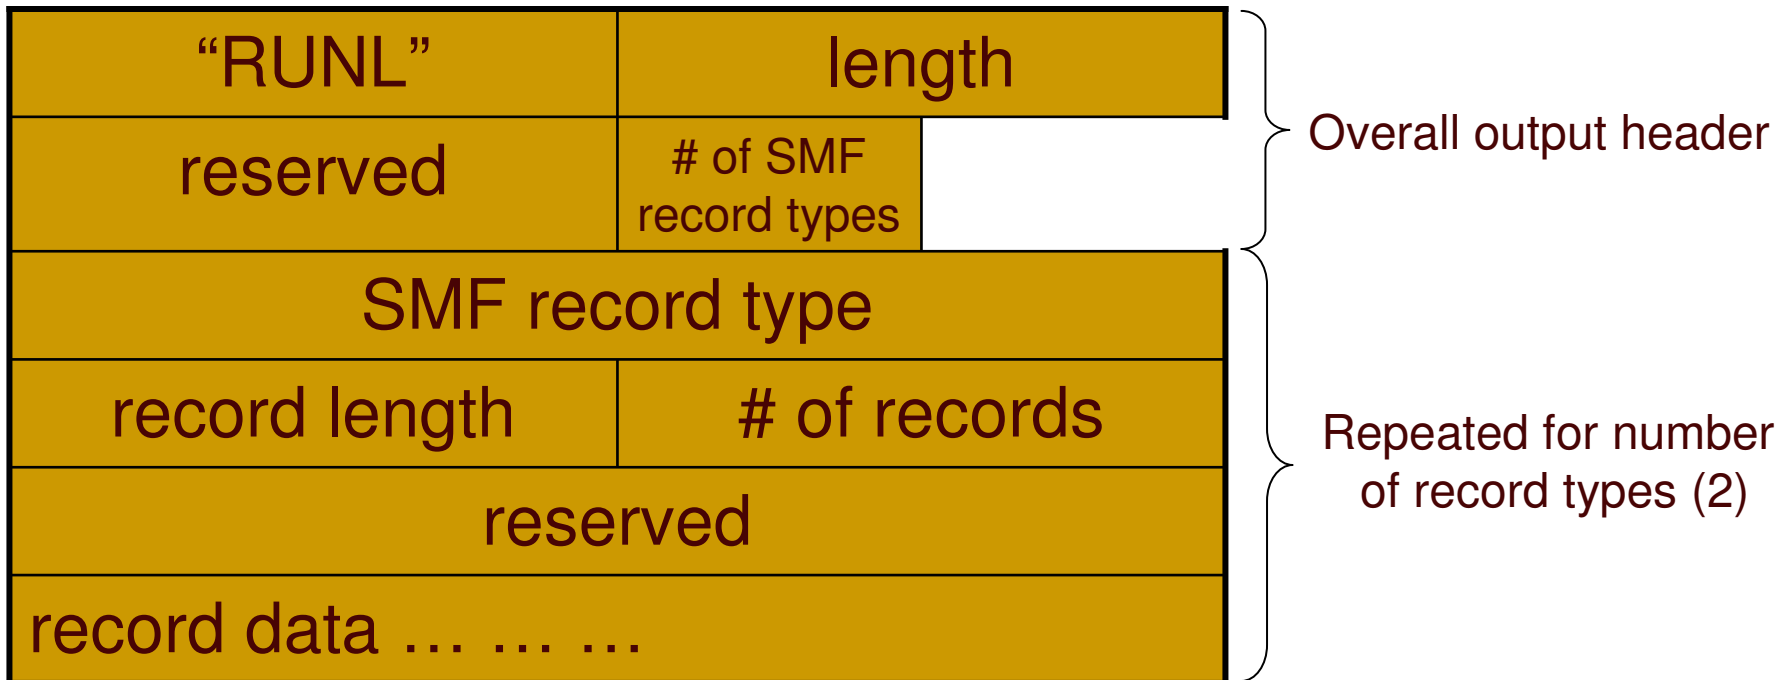 “RUNL”
length
Overall output header
reserved
# of SMF
record types
SMF record type
record length
# of records
Repeated for number
of record types (2)
reserved
record data … … …